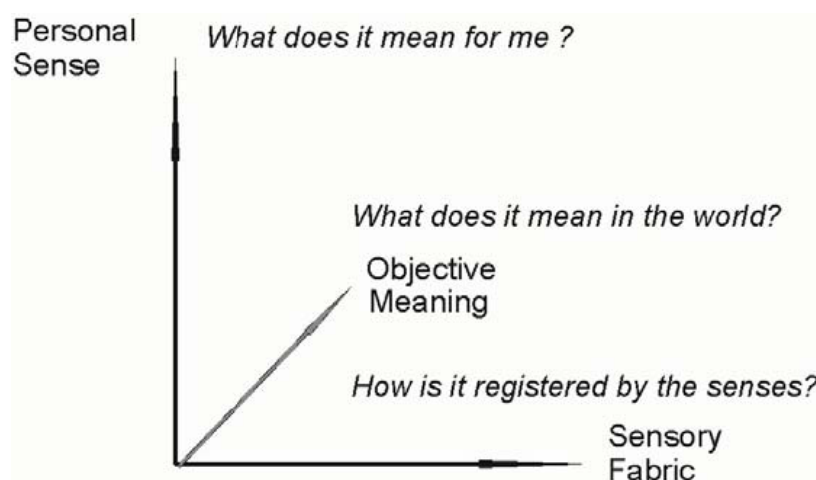 Personal
Sense
What does it mean for me ?
What does it mean in the world?
Objective
Meaning
How is it registered by the senses?
Sensory
Fabric